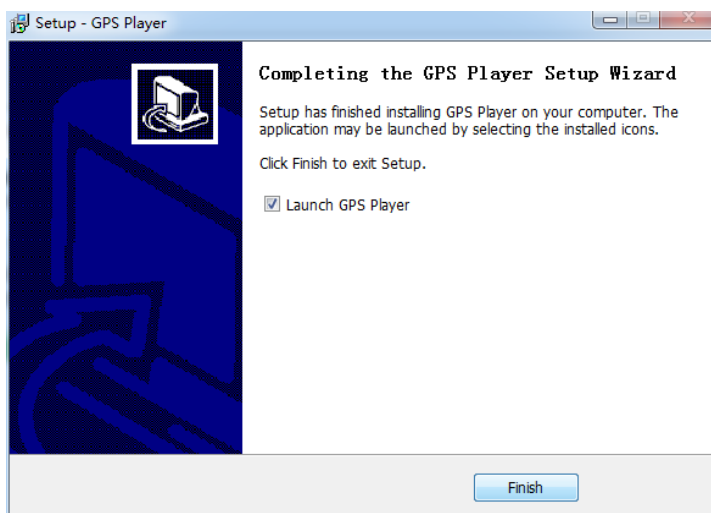 Setup - GPS Player
Completing the GPS Player Setup Wizard
Setup has finished installing GPS Player on your computer. The
application may be launched by selecting the installed icons.
Click Finish to exit Setup.
Launch GPS Player
Finish